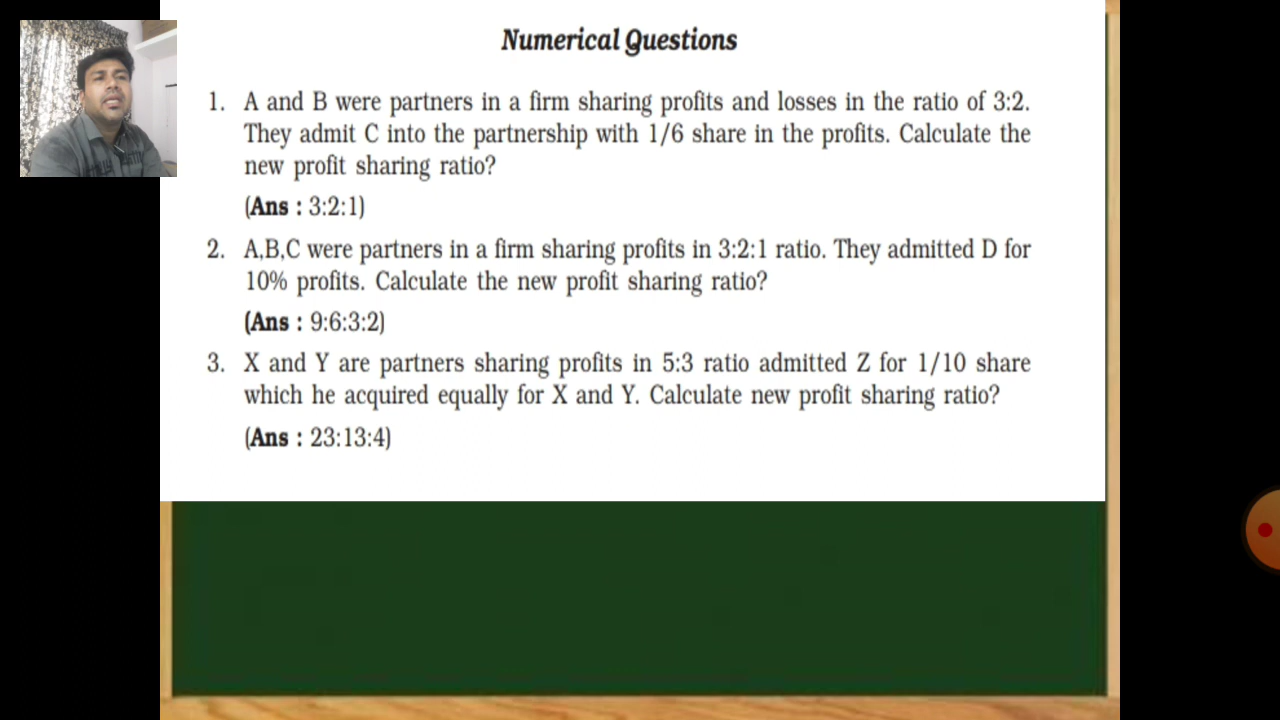 Numerical Questions
1. A and B were partners in a firm sharing profits and losses in the ratio of 3:2.
They admit C into the partnership with 1/6 share in the profits. Calculate the
new profit sharing ratio?
(Ans : 3:2:1)
2. A,B,C were partners in a firm sharing profits in 3:2:1 ratio. They admitted D for
10% profits. Calculate the new profit sharing ratio?
(Ans : 9:6:3:2)
3. X and Y are partners sharing profits in 5:3 ratio admitted Z for 1/10 share
which he acquired equally for X and Y. Calculate new profit sharing ratio?
(Ans : 23:13:4)